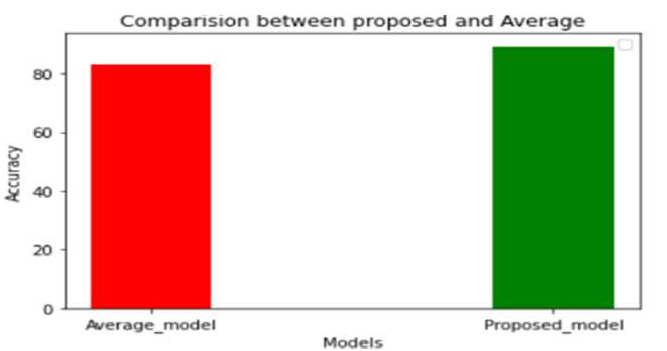 Comparision between proposed and Average
80
60
40
20
0
Accuracy
Average_model
Proposed_model
Models